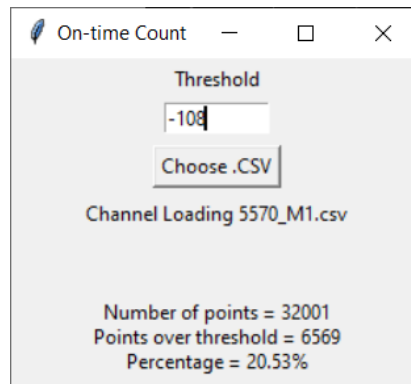 On-time Count
Threshold
-108
Choose .CSV
Channel Loading 5570_M1.csv
Number of points = 32001
Points over threshold = 6569
Percentage = 20.53%